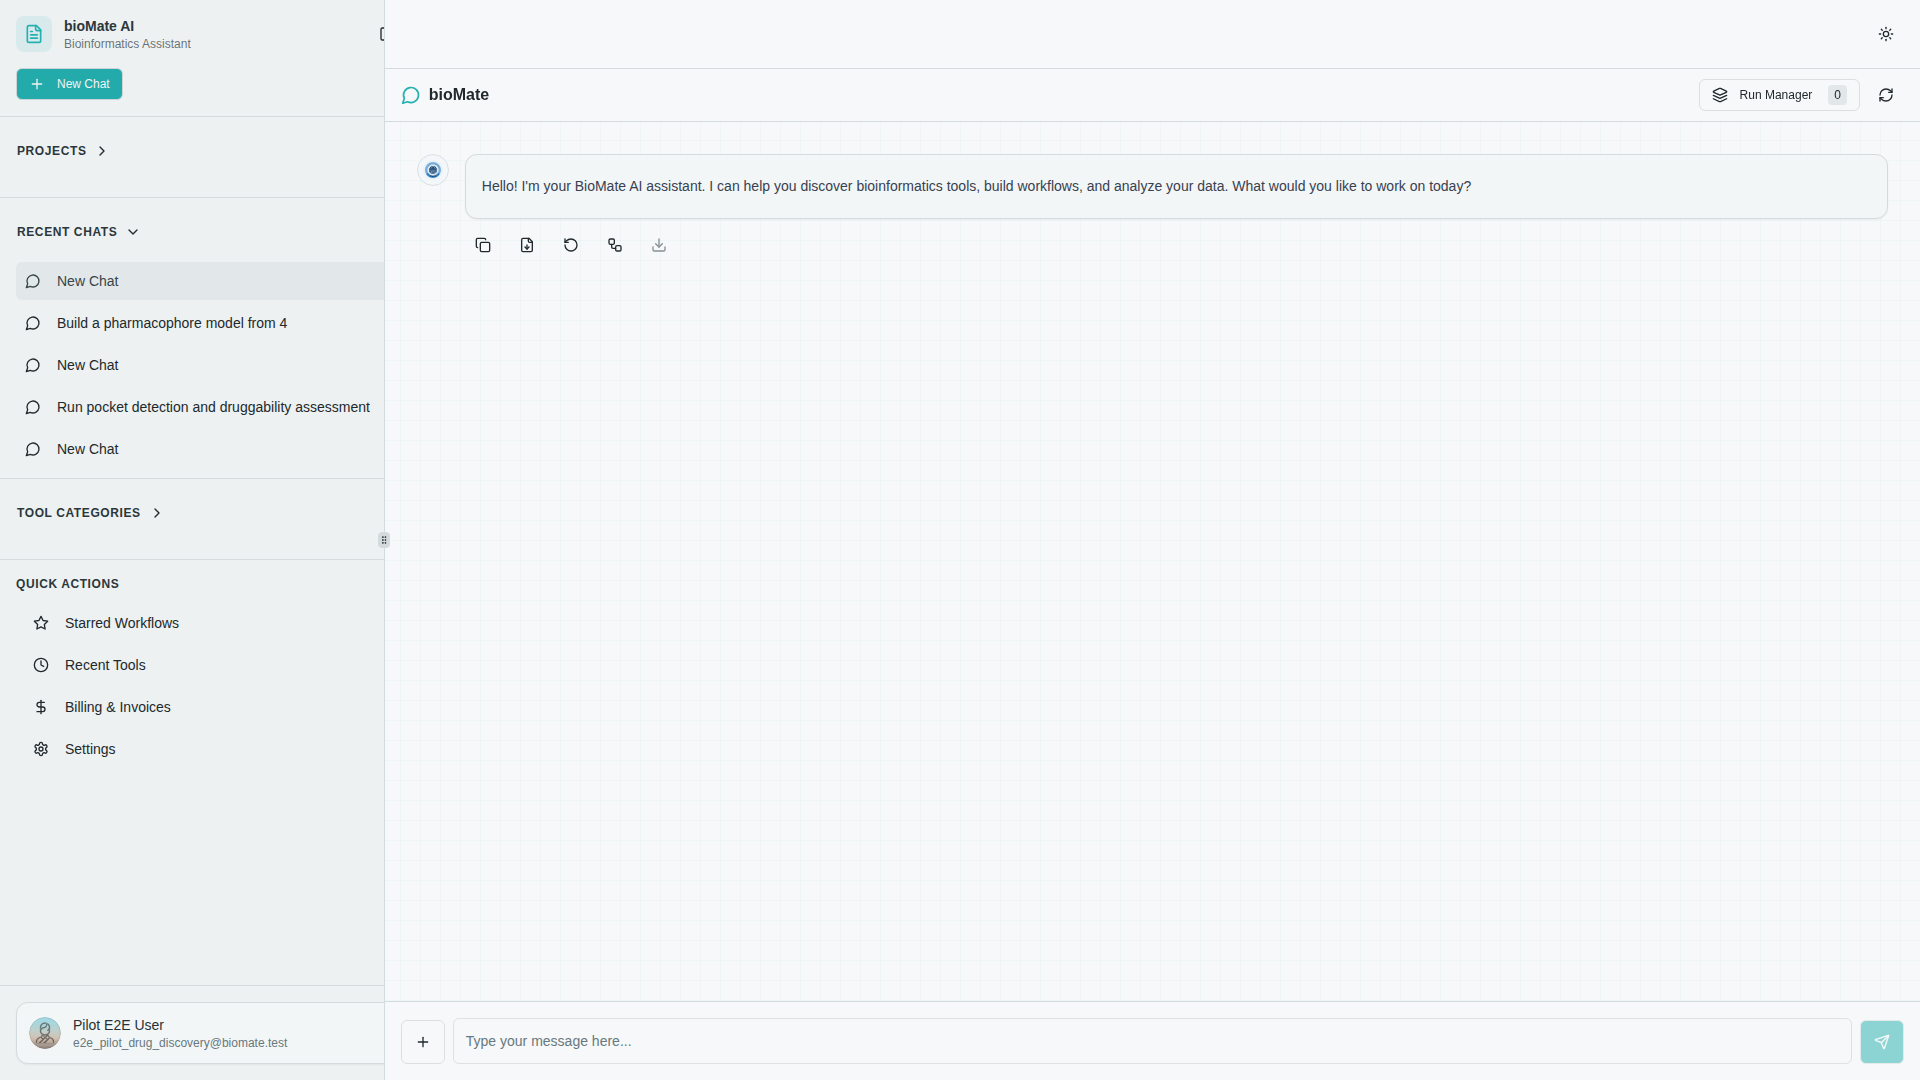 bioMate AI
Bioinformatics Assistant
New Chat
PROJECTS
RECENT CHATS
New Chat
Build a pharmacophore model from 4
New Chat
Run pocket detection and druggability assessment
New Chat
TOOL CATEGORIES
QUICK ACTIONS
Starred Workflows
Recent Tools
Billing & Invoices
Settings
Pilot E2E User
e2e_pilot_drug_discovery@biomate.test
bioMate
Run Manager 0
Hello! I'm your BioMate AI assistant. I can help you discover bioinformatics tools, build workflows, and analyze your data. What would you like to work on today?
Type your message here...